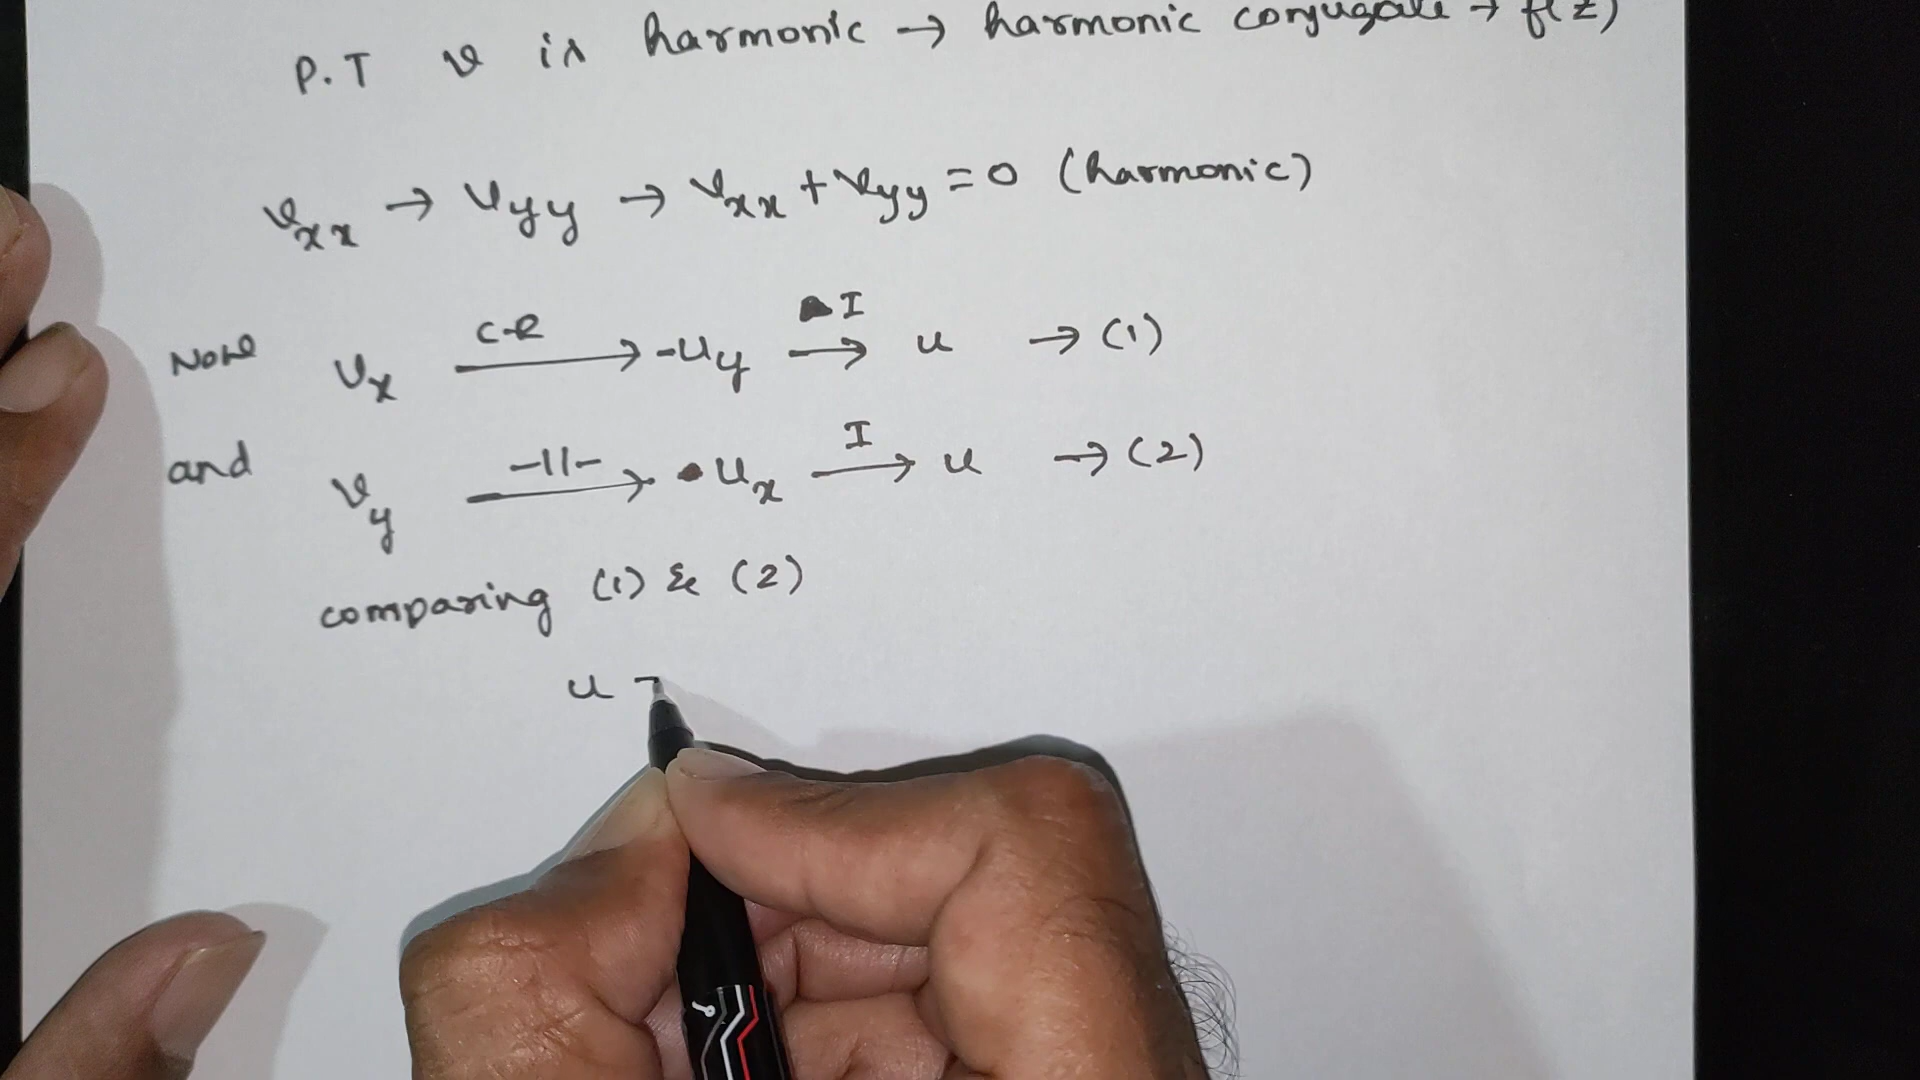 P.T v is harmonic → harmonic conjugate → f(z)
vxx → vyy → vxx + vyy = 0 (harmonic)
Now vx C-R → -uy I → u → (1)
and vy -11- → ux I → u → (2)
comparing (1) & (2)
u